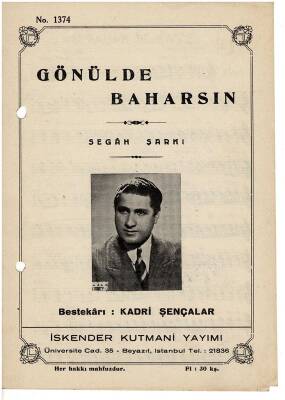 No. 1374
GÖNÜLDE
BAHARSIN
SEGÂH ŞARKI
Bestekârı : KADRİ ŞENÇALAR
İSKENDER KUTMANİ YAYIMI
Üniversite Cad. 35 - Beyazıt, İstanbul Tel. : 21836
Her hakkı mahfuzdur. Fi : 30 kş.